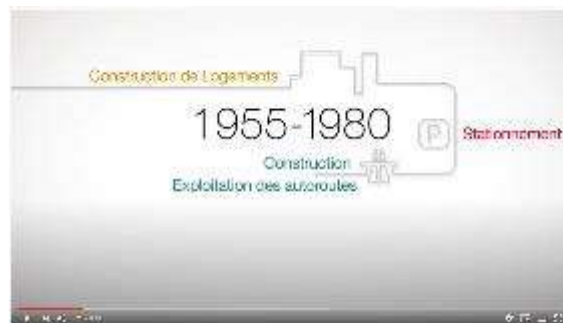 Construction de Logements
1955-1980
P
Stationnement
Construction
Exploitation des autoroutes